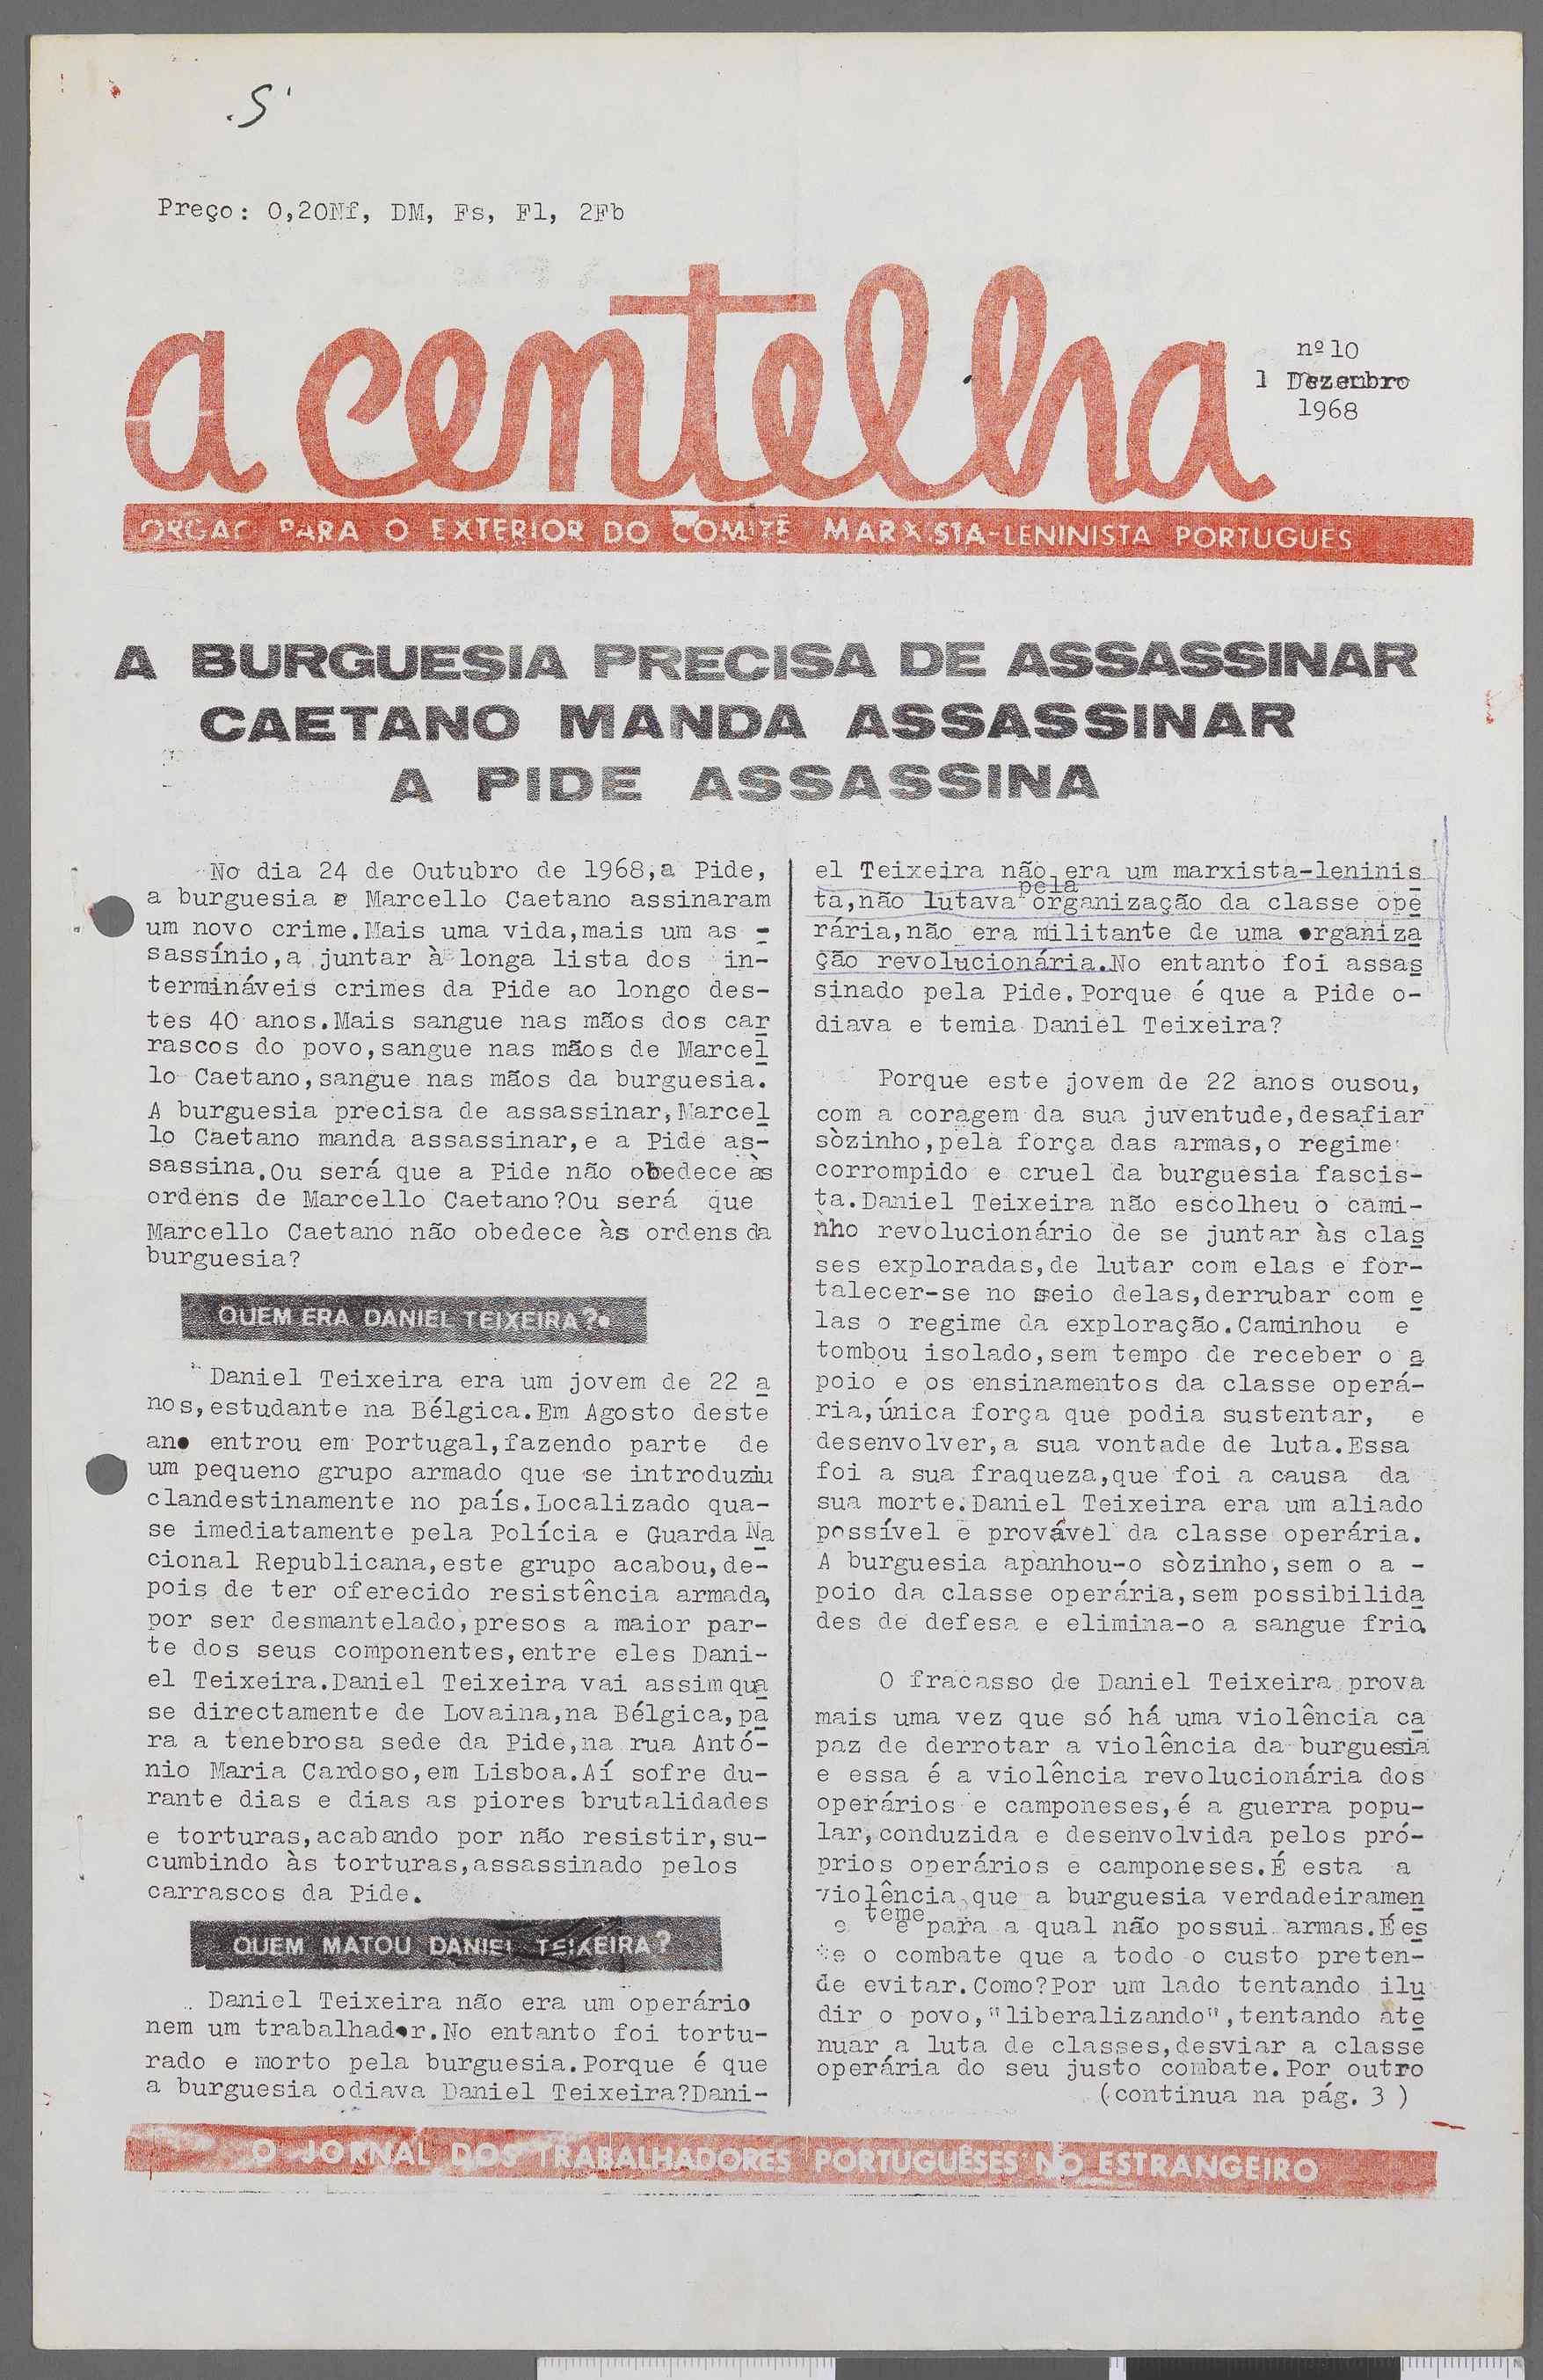 S
Preço: 0,20Nf, DM, Fs, Fl, 2Fb
a centelha
nº10
1 Dezembro
1968
ORGAO PARA O EXTERIOR DO COMITÉ MARXISTA-LENINISTA PORTUGUES
A BURGUESIA PRECISA DE ASSASSINAR
CAETANO MANDA ASSASSINAR
A PIDE ASSASSINA
No dia 24 de Outubro de 1968,a Pide,
a burguesia e Marcello Caetano assinaram
um novo crime.Mais uma vida,mais um as -
sassínio,a juntar à longa lista dos in-
termináveis crimes da Pide ao longo des-
tes 40 anos.Mais sangue nas mãos dos car
rascos do povo,sangue nas mãos de Marcel
lo Caetano,sangue nas mãos da burguesia.
A burguesia precisa de assassinar,Marcel
lo Caetano manda assassinar,e a Pide as-
sassina.Ou será que a Pide não obedece às
ordens de Marcello Caetano?Ou será que
Marcello Caetano não obedece às ordens da
burguesia?
QUEM ERA DANIEL TEIXEIRA?
Daniel Teixeira era um jovem de 22 a
nos,estudante na Bélgica.Em Agosto deste
ano entrou em Portugal,fazendo parte de
um pequeno grupo armado que se introduziu
clandestinamente no país.Localizado qua-
se imediatamente pela Polícia e Guarda Na
cional Republicana,este grupo acabou,de-
pois de ter oferecido resistência armada,
por ser desmantelado,presos a maior par-
te dos seus componentes,entre eles Dani-
el Teixeira.Daniel Teixeira vai assim qua
se directamente de Lovaina,na Bélgica,pa
ra a tenebrosa sede da Pide,na rua Antó-
nio Maria Cardoso,em Lisboa.Aí sofre du-
rante dias e dias as piores brutalidades
e torturas,acabando por não resistir,su-
cumbindo às torturas,assassinado pelos
carrascos da Pide.
QUEM MATOU DANIEL TEIXEIRA?
Daniel Teixeira não era um operário
nem um trabalhador.No entanto foi tortu-
rado e morto pela burguesia.Porque é que
a burguesia odiava Daniel Teixeira?Dani-
el Teixeira não era um marxista-leninis
ta,não lutava pela organização da classe ope
rária,não era militante de uma organiza
ção revolucionária.No entanto foi assas
sinado pela Pide.Porque é que a Pide o-
diava e temia Daniel Teixeira?
Porque este jovem de 22 anos ousou,
com a coragem da sua juventude,desafiar
sòzinho,pela força das armas,o regime
corrompido e cruel da burguesia fascis-
ta.Daniel Teixeira não escolheu o cami-
nho revolucionário de se juntar às clas
ses exploradas,de lutar com elas e for-
talecer-se no seio delas,derrubar com e
las o regime da exploração.Caminhou e
tombou isolado,sem tempo de receber o a
poio e os ensinamentos da classe operá-
ria,única força que podia sustentar, e
desenvolver,a sua vontade de luta.Essa
foi a sua fraqueza,que foi a causa da
sua morte.Daniel Teixeira era um aliado
possível e provável da classe operária.
A burguesia apanhou-o sòzinho,sem o a -
poio da classe operária,sem possibilida
des de defesa e elimina-o a sangue frio.
O fracasso de Daniel Teixeira prova
mais uma vez que só há uma violência ca
paz de derrotar a violência da burguesia
e essa é a violência revolucionária dos
operários e camponeses,é a guerra popu-
lar,conduzida e desenvolvida pelos pró-
prios operários e camponeses.É esta a
violência que a burguesia verdadeiramen
e teme e para a qual não possui armas.É es
te o combate que a todo o custo preten-
de evitar.Como?Por um lado tentando ilu
dir o povo,"liberalizando",tentando ate
nuar a luta de classes,desviar a classe
operária do seu justo combate.Por outro
(continua na pág. 3 )
O JORNAL DOS TRABALHADORES PORTUGUÊSES NO ESTRANGEIRO